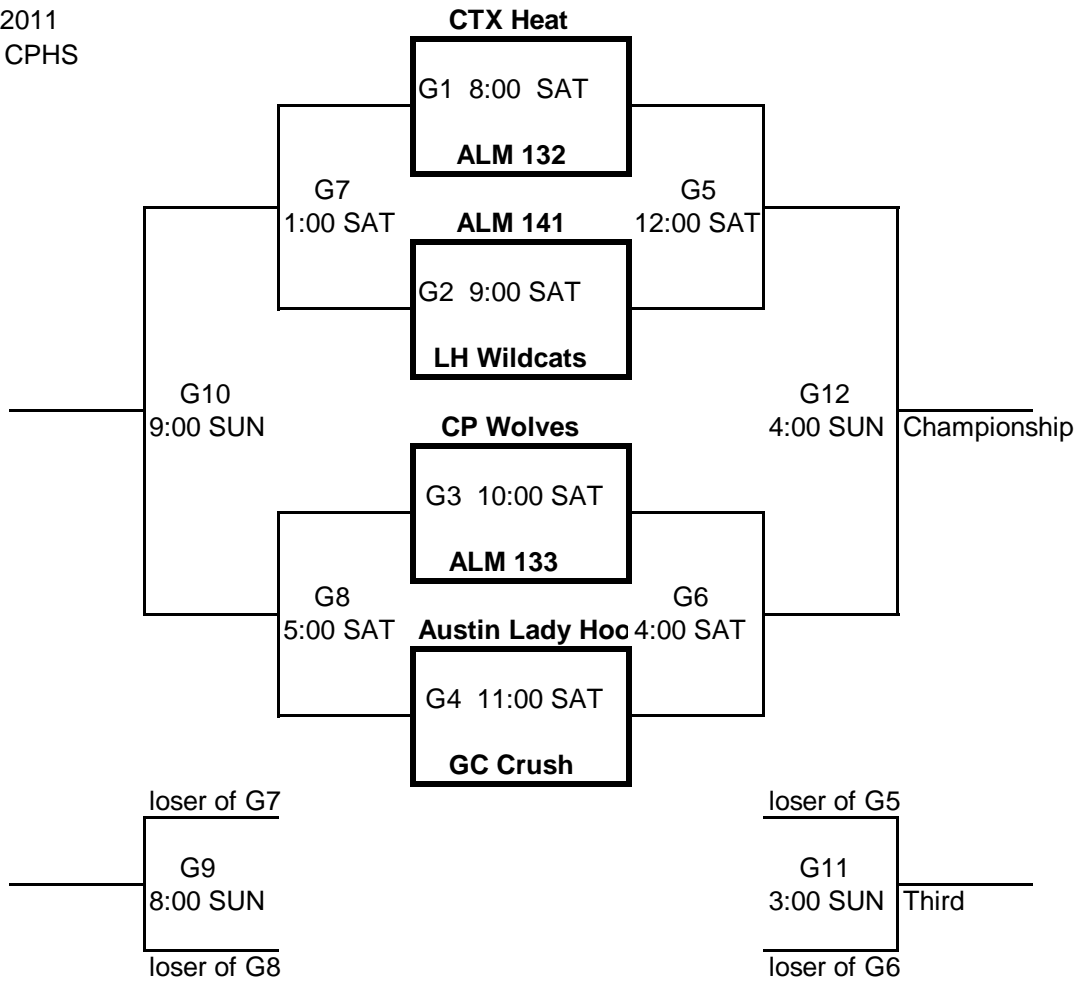 2011
CTX Heat
CPHS
G1 8:00 SAT
ALM 132
G7
1:00 SAT
ALM 141
G5
12:00 SAT
G2 9:00 SAT
LH Wildcats
G10
9:00 SUN
CP Wolves
G12
4:00 SUN
Championship
G3 10:00 SAT
ALM 133
G8
5:00 SAT
Austin Lady Hoo
G6
4:00 SAT
G4 11:00 SAT
GC Crush
loser of G7
G9
8:00 SUN
loser of G8
loser of G5
G11
3:00 SUN
Third
loser of G6